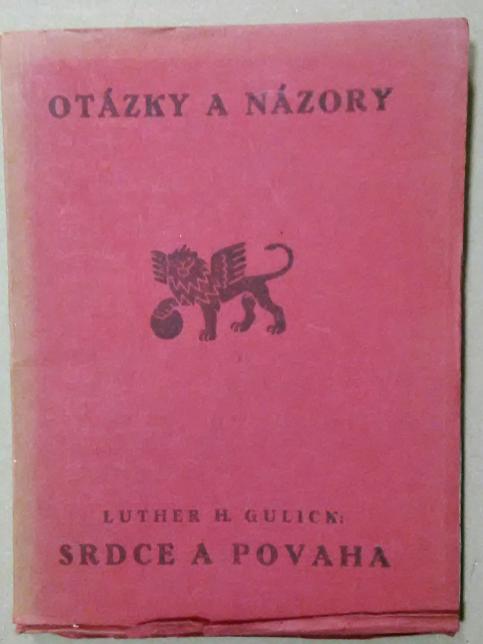 OTÁZKY A NÁZORY
LUTHER H. GULICK:
SRDCE A POVAHA